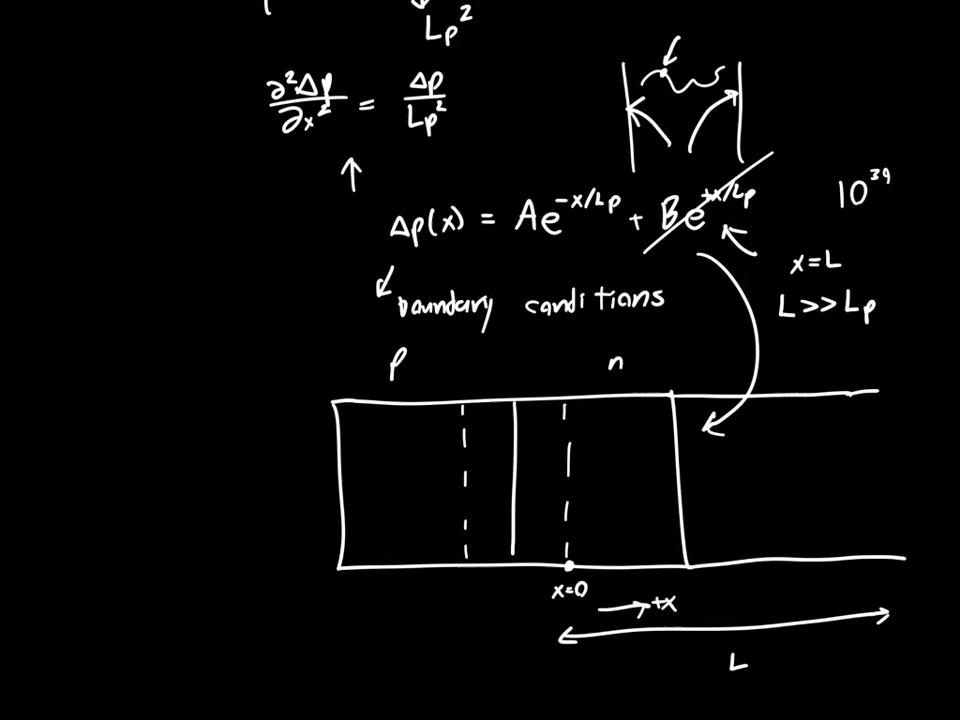 Lp²
∂²Δp/∂x² = Δp/Lp²
Δp(x) = Ae^-x/Lp + Be^+x/Lp
10³⁹
x=L
L>>Lp
boundary conditions
p n
x=0
→+x
L